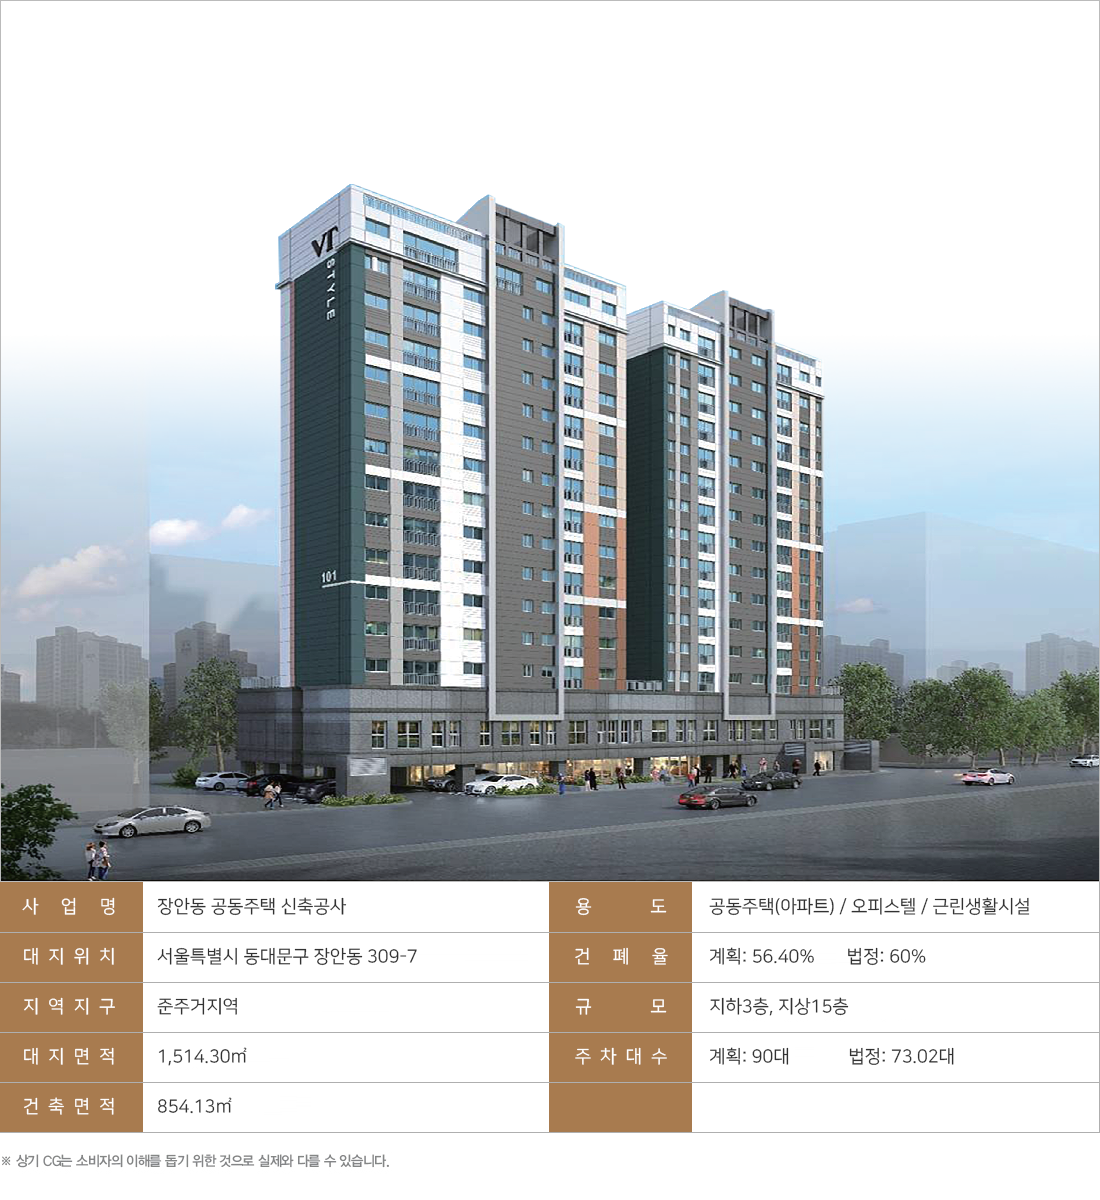 VT
STYLE
101
사업명 장안동 공동주택 신축공사 용도 공동주택(아파트) / 오피스텔 / 근린생활시설
대지위치 서울특별시 동대문구 장안동 309-7 건폐율 계획: 56.40% 법정: 60%
지역지구 준주거지역 규모 지하3층, 지상15층
대지면적 1,514.30㎡ 주차대수 계획: 90대 법정: 73.02대
건축면적 854.13㎡
※ 상기 CG는 소비자의 이해를 돕기 위한 것으로 실제와 다를 수 있습니다.